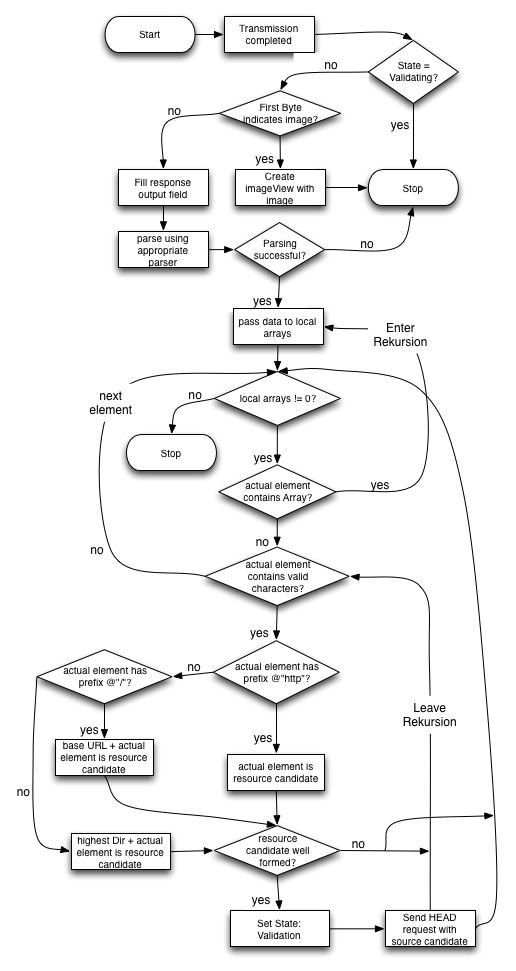 Start
Transmission
completed
State =
Validating?
no
First Byte
indicates image?
no
yes
yes
Fill response
output field
Create
imageView with
image
Stop
parse using
appropriate
parser
Parsing
successful?
no
yes
pass data to local
arrays
Enter
Rekursion
next
element
no
local arrays != 0?
Stop
yes
actual element
contains Array?
yes
no
no
actual element
contains valid
characters?
yes
actual element has
prefix @"/"?
no
actual element has
prefix @"http"?
Leave
Rekursion
yes
yes
base URL + actual
element is resource
candidate
actual element is
resource candidate
no
highest Dir + actual
element is resource
candidate
resource
candidate well
formed?
no
yes
Set State:
Validation
Send HEAD
request with
source candidate